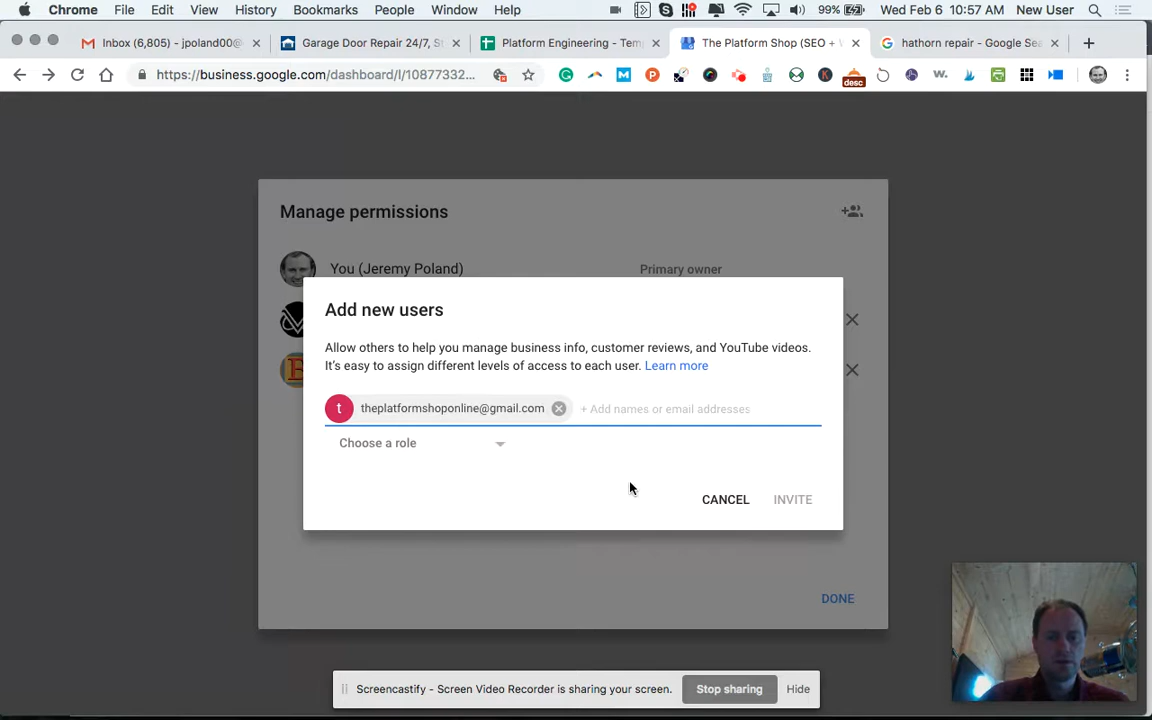 Chrome File Edit View History Bookmarks People Window Help 99% Wed Feb 6 10:57 AM New User
Inbox (6,805) - jpoland00@ Garage Door Repair 24/7, S Platform Engineering - Tem The Platform Shop (SEO + hathorn repair - Google Sea
https://business.google.com/dashboard/l/10877332...
desc
Manage permissions
You (Jeremy Poland) Primary owner
Add new users
Allow others to help you manage business info, customer reviews, and YouTube videos.
It's easy to assign different levels of access to each user. Learn more
t theplatformshoponline@gmail.com + Add names or email addresses
Choose a role
CANCEL INVITE
DONE
Screencastify - Screen Video Recorder is sharing your screen. Stop sharing Hide